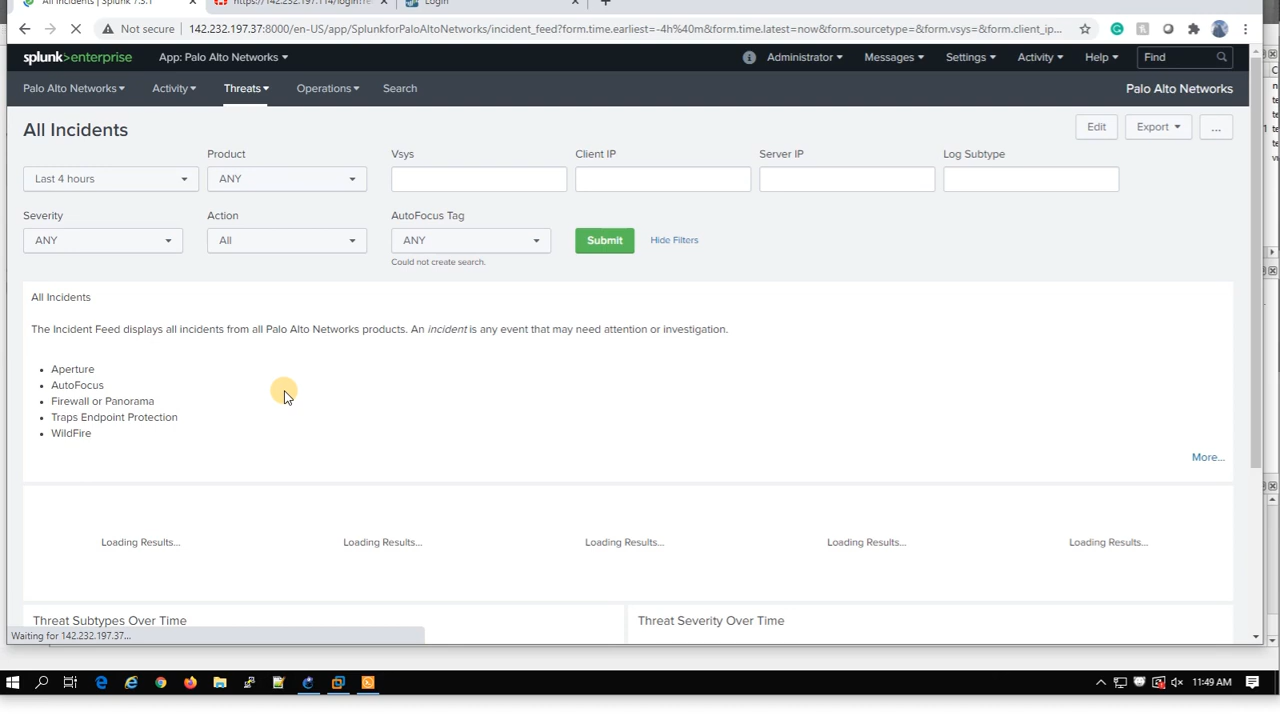 All Incidents | Splunk 7.3.1
https://142.232.197.114/login?re
Login
Not secure
142.232.197.37:8000/en-US/app/SplunkforPaloAltoNetworks/incident_feed?form.time.earliest=-4h%40m&form.time.latest=now&form.sourcetype=&form.vsys=&form.client_ip...
splunk>enterprise
App: Palo Alto Networks
Administrator
Messages
Settings
Activity
Help
Find
Palo Alto Networks
Activity
Threats
Operations
Search
Palo Alto Networks
All Incidents
Edit
Export
...
Product
Vsys
Client IP
Server IP
Log Subtype
Last 4 hours
ANY
Severity
Action
AutoFocus Tag
ANY
All
ANY
Submit
Hide Filters
Could not create search.
All Incidents
The Incident Feed displays all incidents from all Palo Alto Networks products. An incident is any event that may need attention or investigation.
• Aperture
• AutoFocus
• Firewall or Panorama
• Traps Endpoint Protection
• WildFire
More...
Loading Results...
Loading Results...
Loading Results...
Loading Results...
Loading Results...
Threat Subtypes Over Time
Threat Severity Over Time
Waiting for 142.232.197.37...
11:49 AM